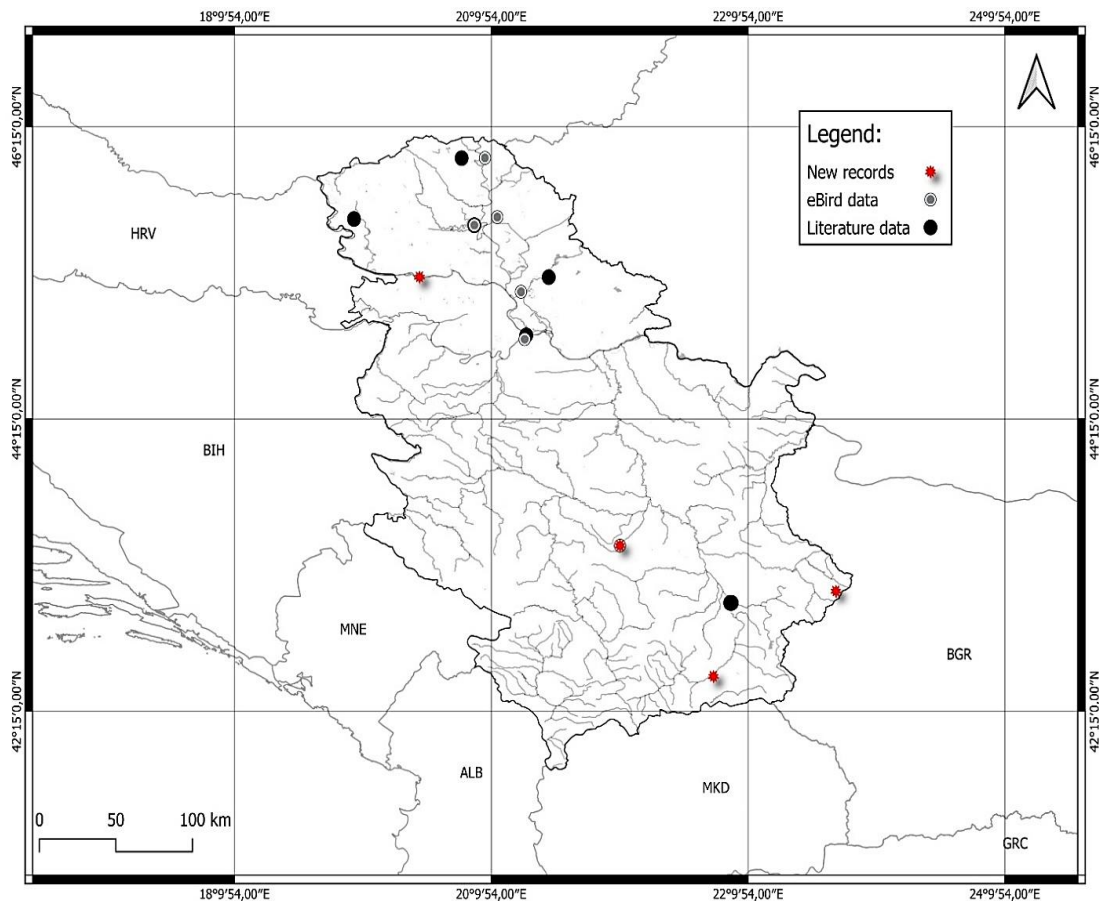 18°9'54,00"E 20°9'54,00"E 22°9'54,00"E 24°9'54,00"E
46°15'0,00"N 46°15'0,00"N
Legend:
New records
eBird data
Literature data
HRV
44°15'0,00"N 44°15'0,00"N
BIH
MNE
BGR
42°15'0,00"N 42°15'0,00"N
ALB
MKD
0 50 100 km
GRC
18°9'54,00"E 20°9'54,00"E 22°9'54,00"E 24°9'54,00"E